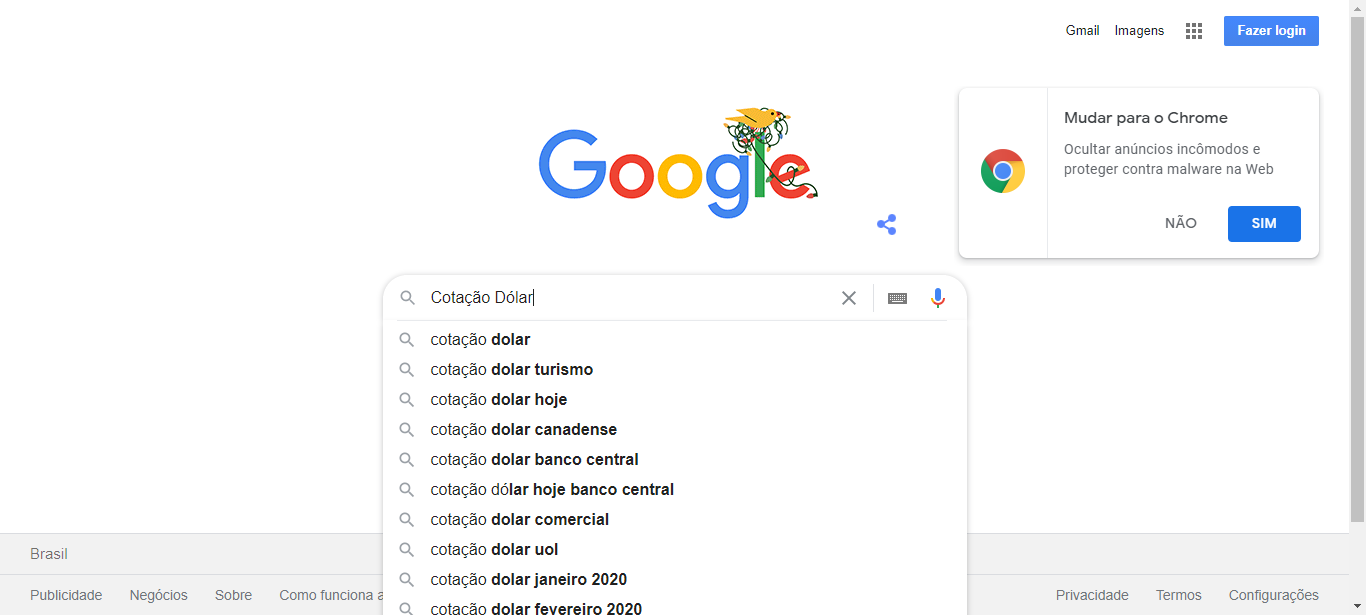 Gmail Imagens Fazer login
Google
Mudar para o Chrome
Ocultar anúncios incômodos e
proteger contra malware na Web
NÃO SIM
Cotação Dólar
cotação dolar
cotação dolar turismo
cotação dolar hoje
cotação dolar canadense
cotação dolar banco central
cotação dólar hoje banco central
cotação dolar comercial
cotação dolar uol
cotação dolar janeiro 2020
cotação dolar fevereiro 2020
Brasil
Publicidade Negócios Sobre Como funciona a
Privacidade Termos Configurações